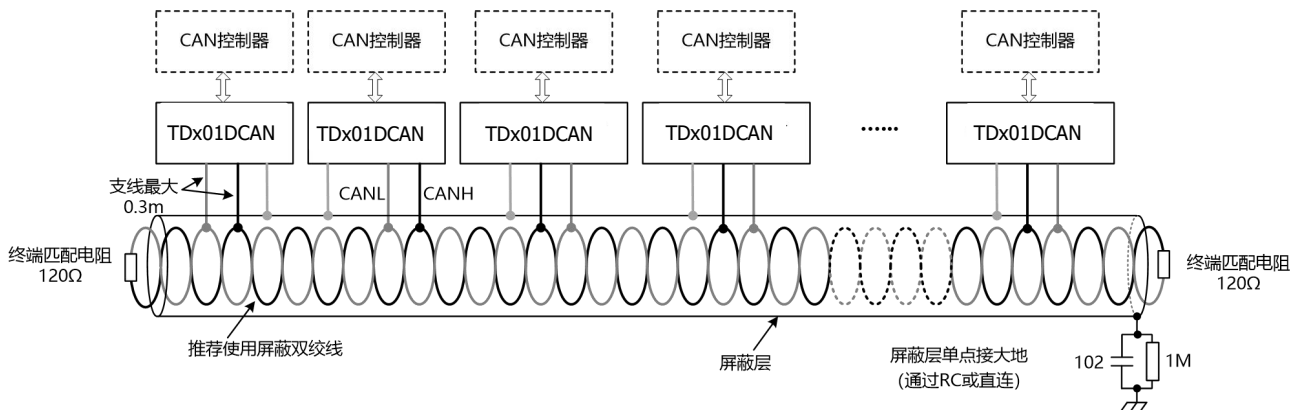 CAN控制器
CAN控制器
CAN控制器
CAN控制器
CAN控制器
TDx01DCAN
TDx01DCAN
TDx01DCAN
TDx01DCAN
······
TDx01DCAN
支线最大
0.3m
CANL
CANH
终端匹配电阻
120Ω
终端匹配电阻
120Ω
推荐使用屏蔽双绞线
屏蔽层
屏蔽层单点接大地
(通过RC或直连)
102
1M